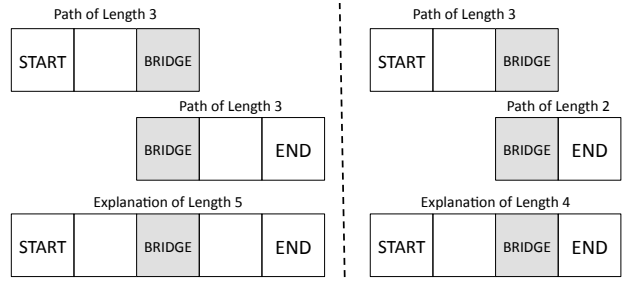 Path of Length 3
START BRIDGE
Path of Length 3
BRIDGE END
Explanation of Length 5
START BRIDGE END
Path of Length 3
START BRIDGE
Path of Length 2
BRIDGE END
Explanation of Length 4
START BRIDGE END